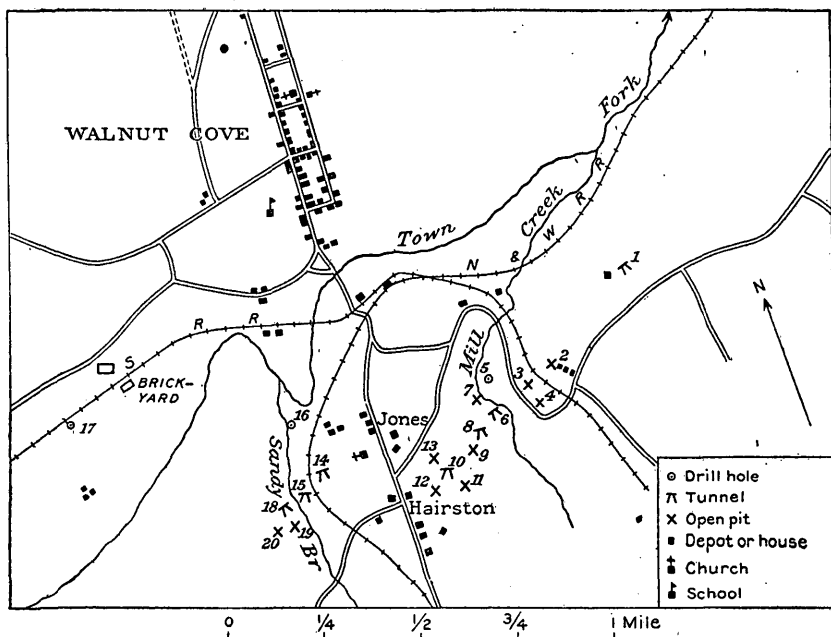 WALNUT COVE
Fork
Town
Creek
R
R
W
&
N
1
N
R
R
S
BRICK-
YARD
Mill
2
3
4
5
7
6
16
17
Jones
8
13
9
10
14
Sandy
12
11
15
Hairston
18
19
20
Br
Drill hole
Tunnel
Open pit
Depot or house
Church
School
0 1/4 1/2 3/4 1 Mile